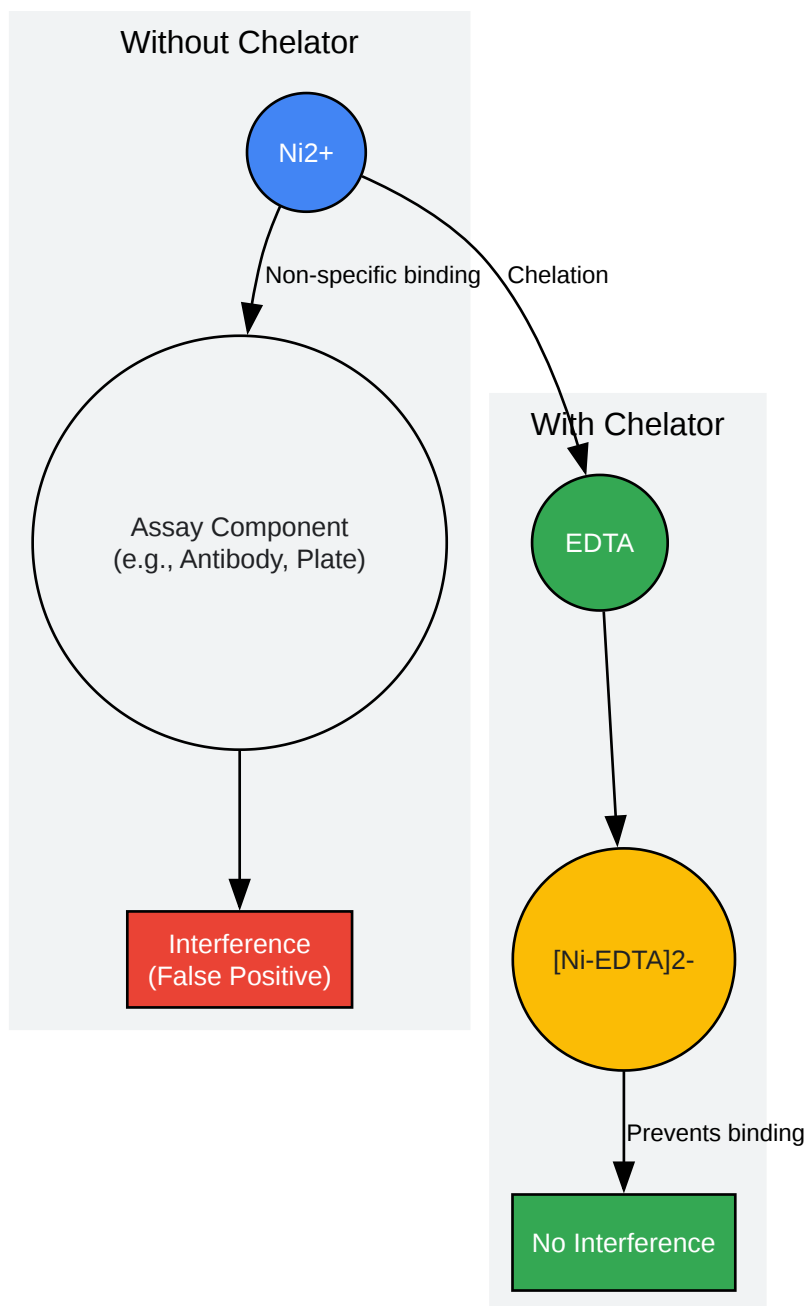 Without Chelator
Ni2+
Non-specific binding
Chelation
With Chelator
Assay Component
(e.g., Antibody, Plate)
EDTA
Interference
(False Positive)
[Ni-EDTA]2-
Prevents binding
No Interference